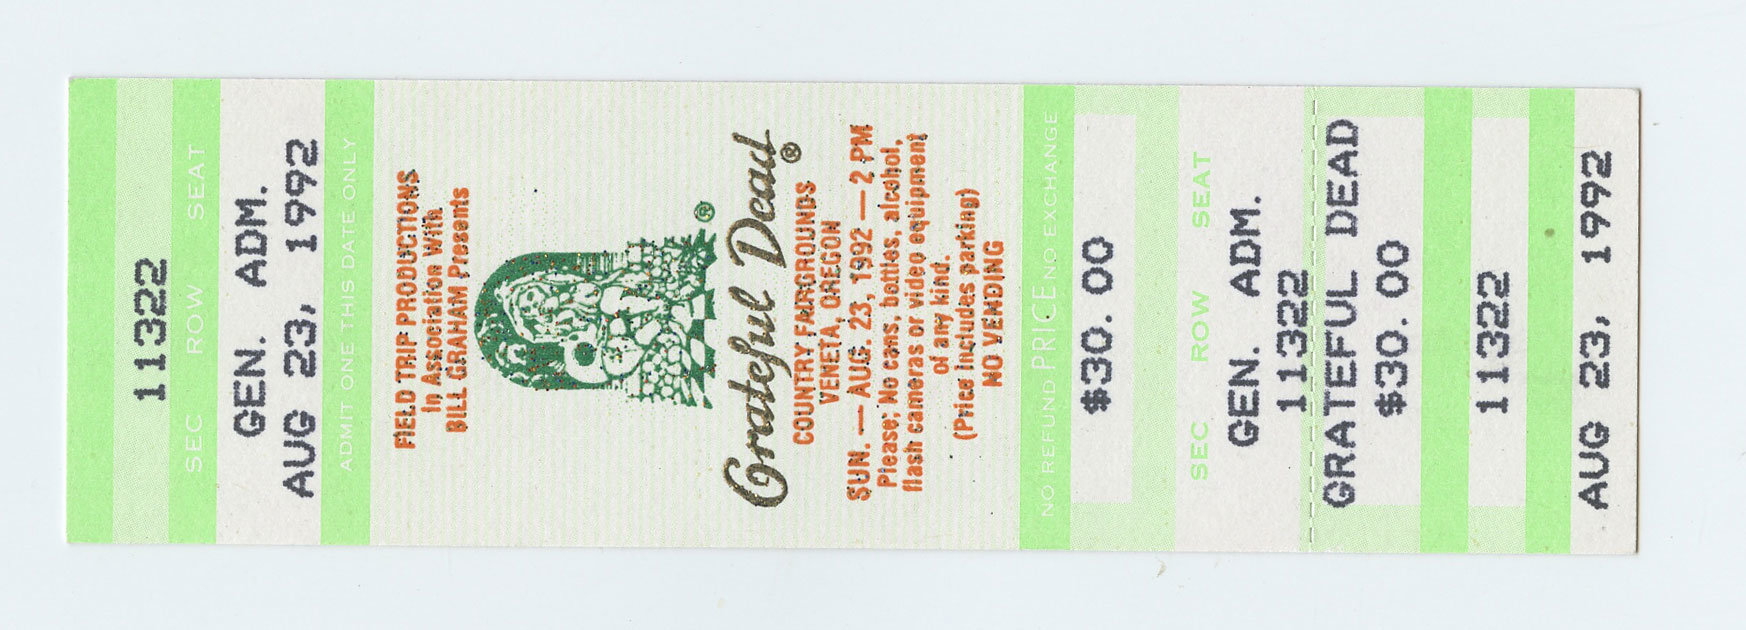 11322
SEC ROW SEAT
GEN. ADM.
AUG 23, 1992
ADMIT ONE THIS DATE ONLY
FIELD TRIP PRODUCTIONS
In Association With
BILL GRAHAM Presents
®
Grateful Dead®
COUNTRY FAIRGROUNDS
VENETA, OREGON
SUN. — AUG. 23, 1992 — 2 PM
Please; No cans, bottles, alcohol,
flash cameras or video equipment
of any kind.
(Price includes parking)
NO VENDING
NO REFUND PRICE NO EXCHANGE
$30.00
SEC ROW SEAT
GEN. ADM.
11322
GRATEFUL DEAD
$30.00
11322
AUG 23, 1992